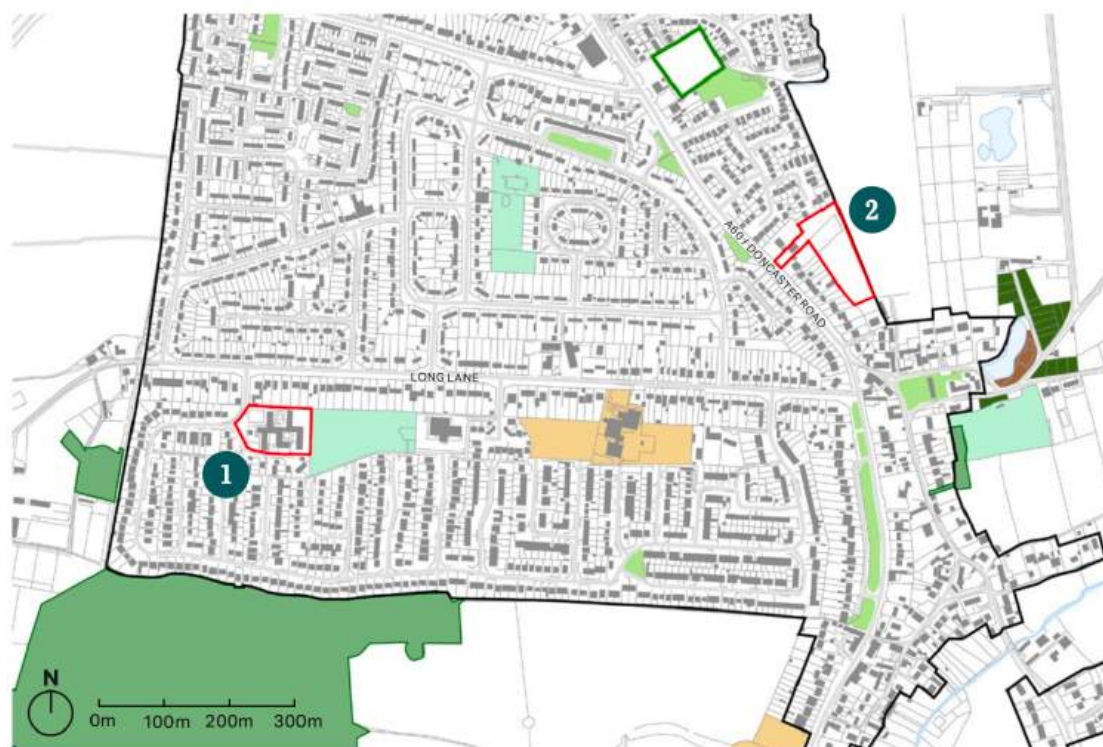 2
A60 / DONCASTER ROAD
LONG LANE
1
N
0m 100m 200m 300m